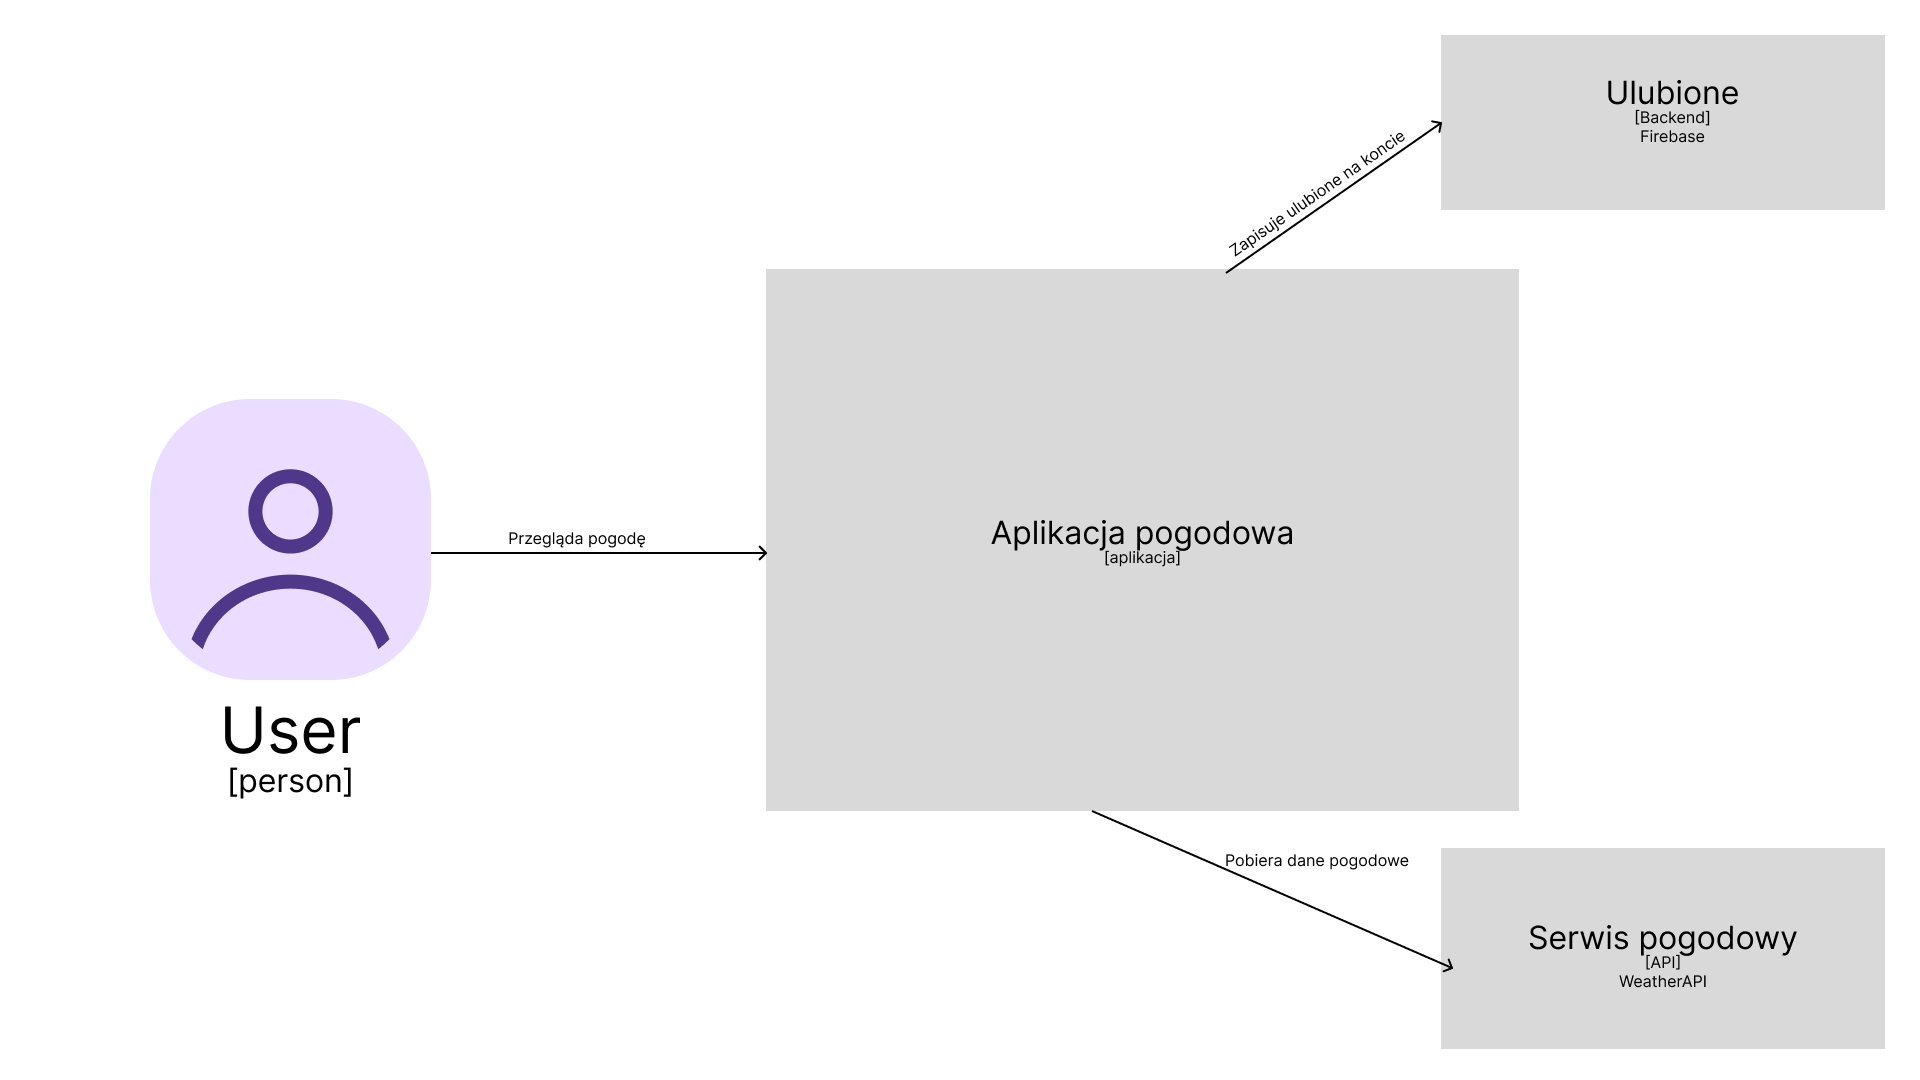 Ulubione
[Backend]
Firebase
Zapisuje ulubione na koncie
Przegląda pogodę
Aplikacja pogodowa
[aplikacja]
User
[person]
Pobiera dane pogodowe
Serwis pogodowy
[API]
WeatherAPI